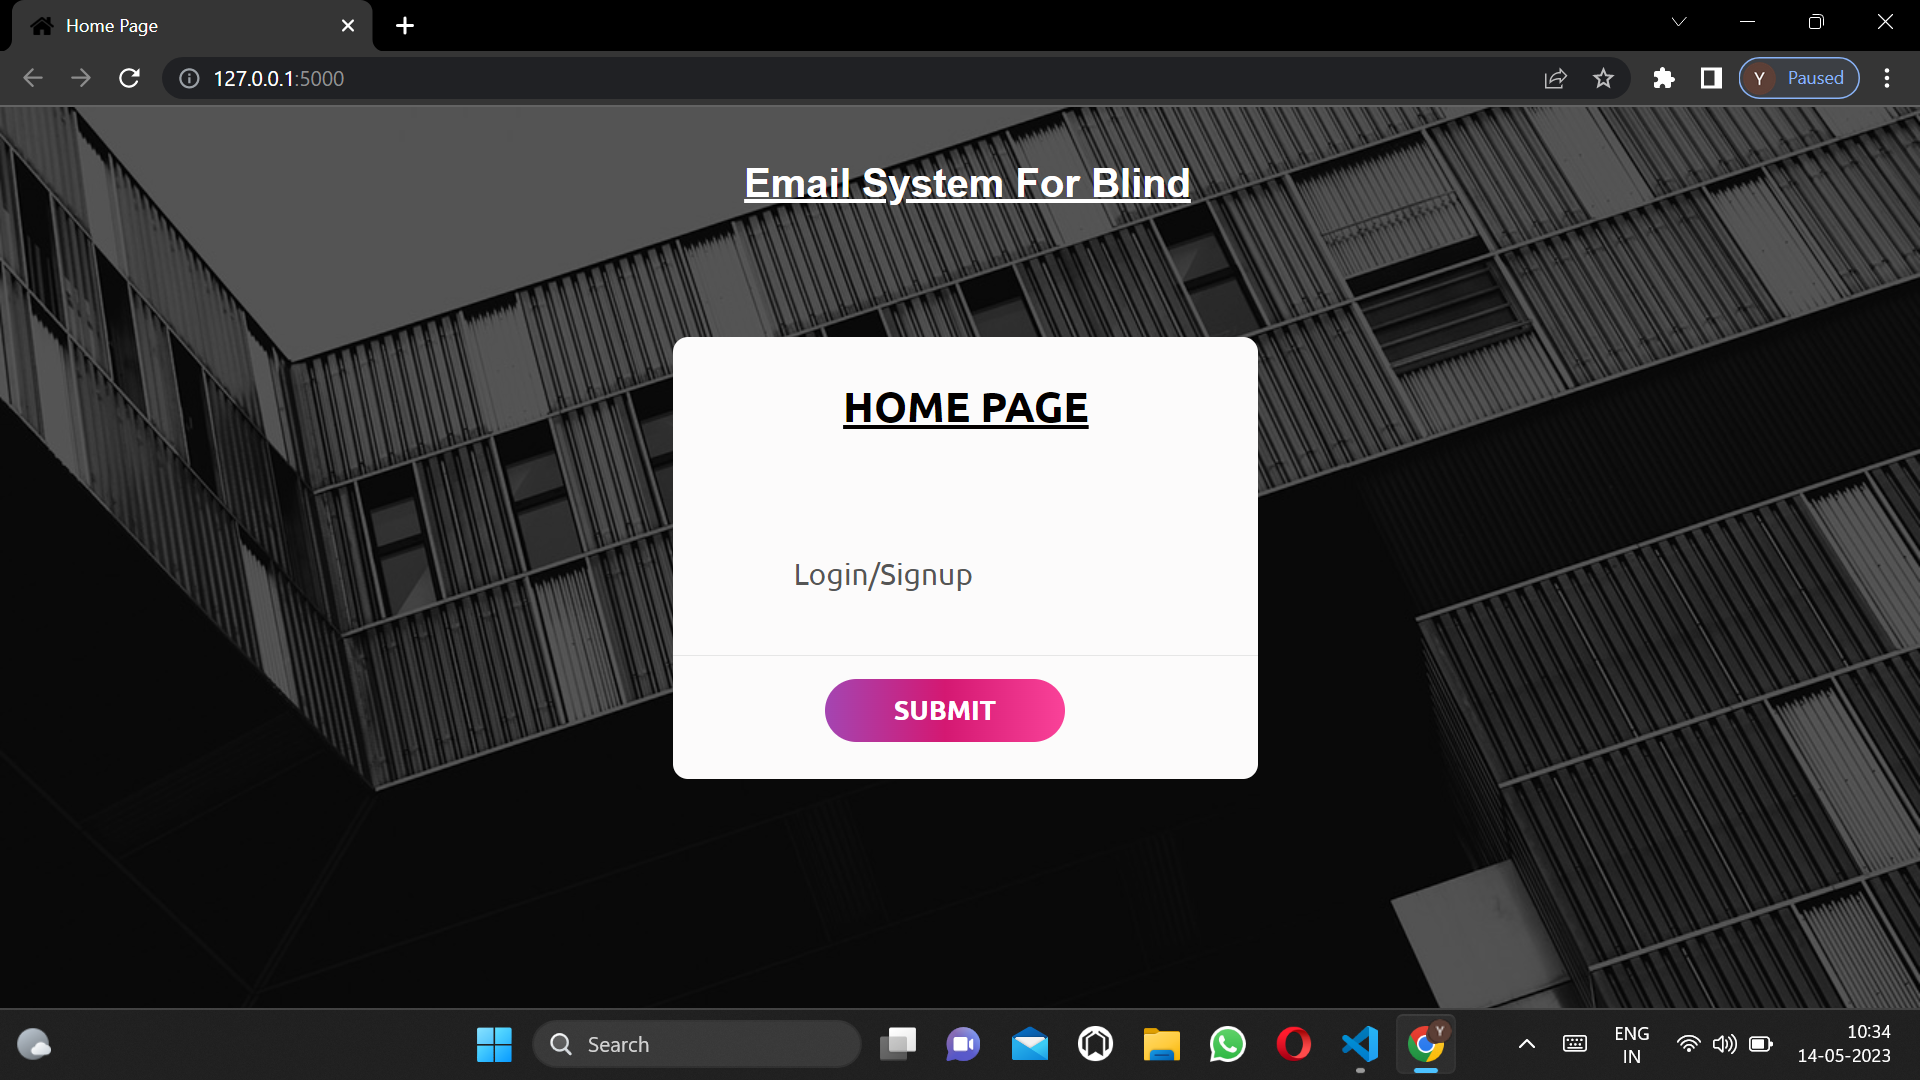 Home Page
127.0.0.1:5000
Y Paused
Email System For Blind
HOME PAGE
Login/Signup
SUBMIT
Search
Y
ENG
IN
10:34
14-05-2023